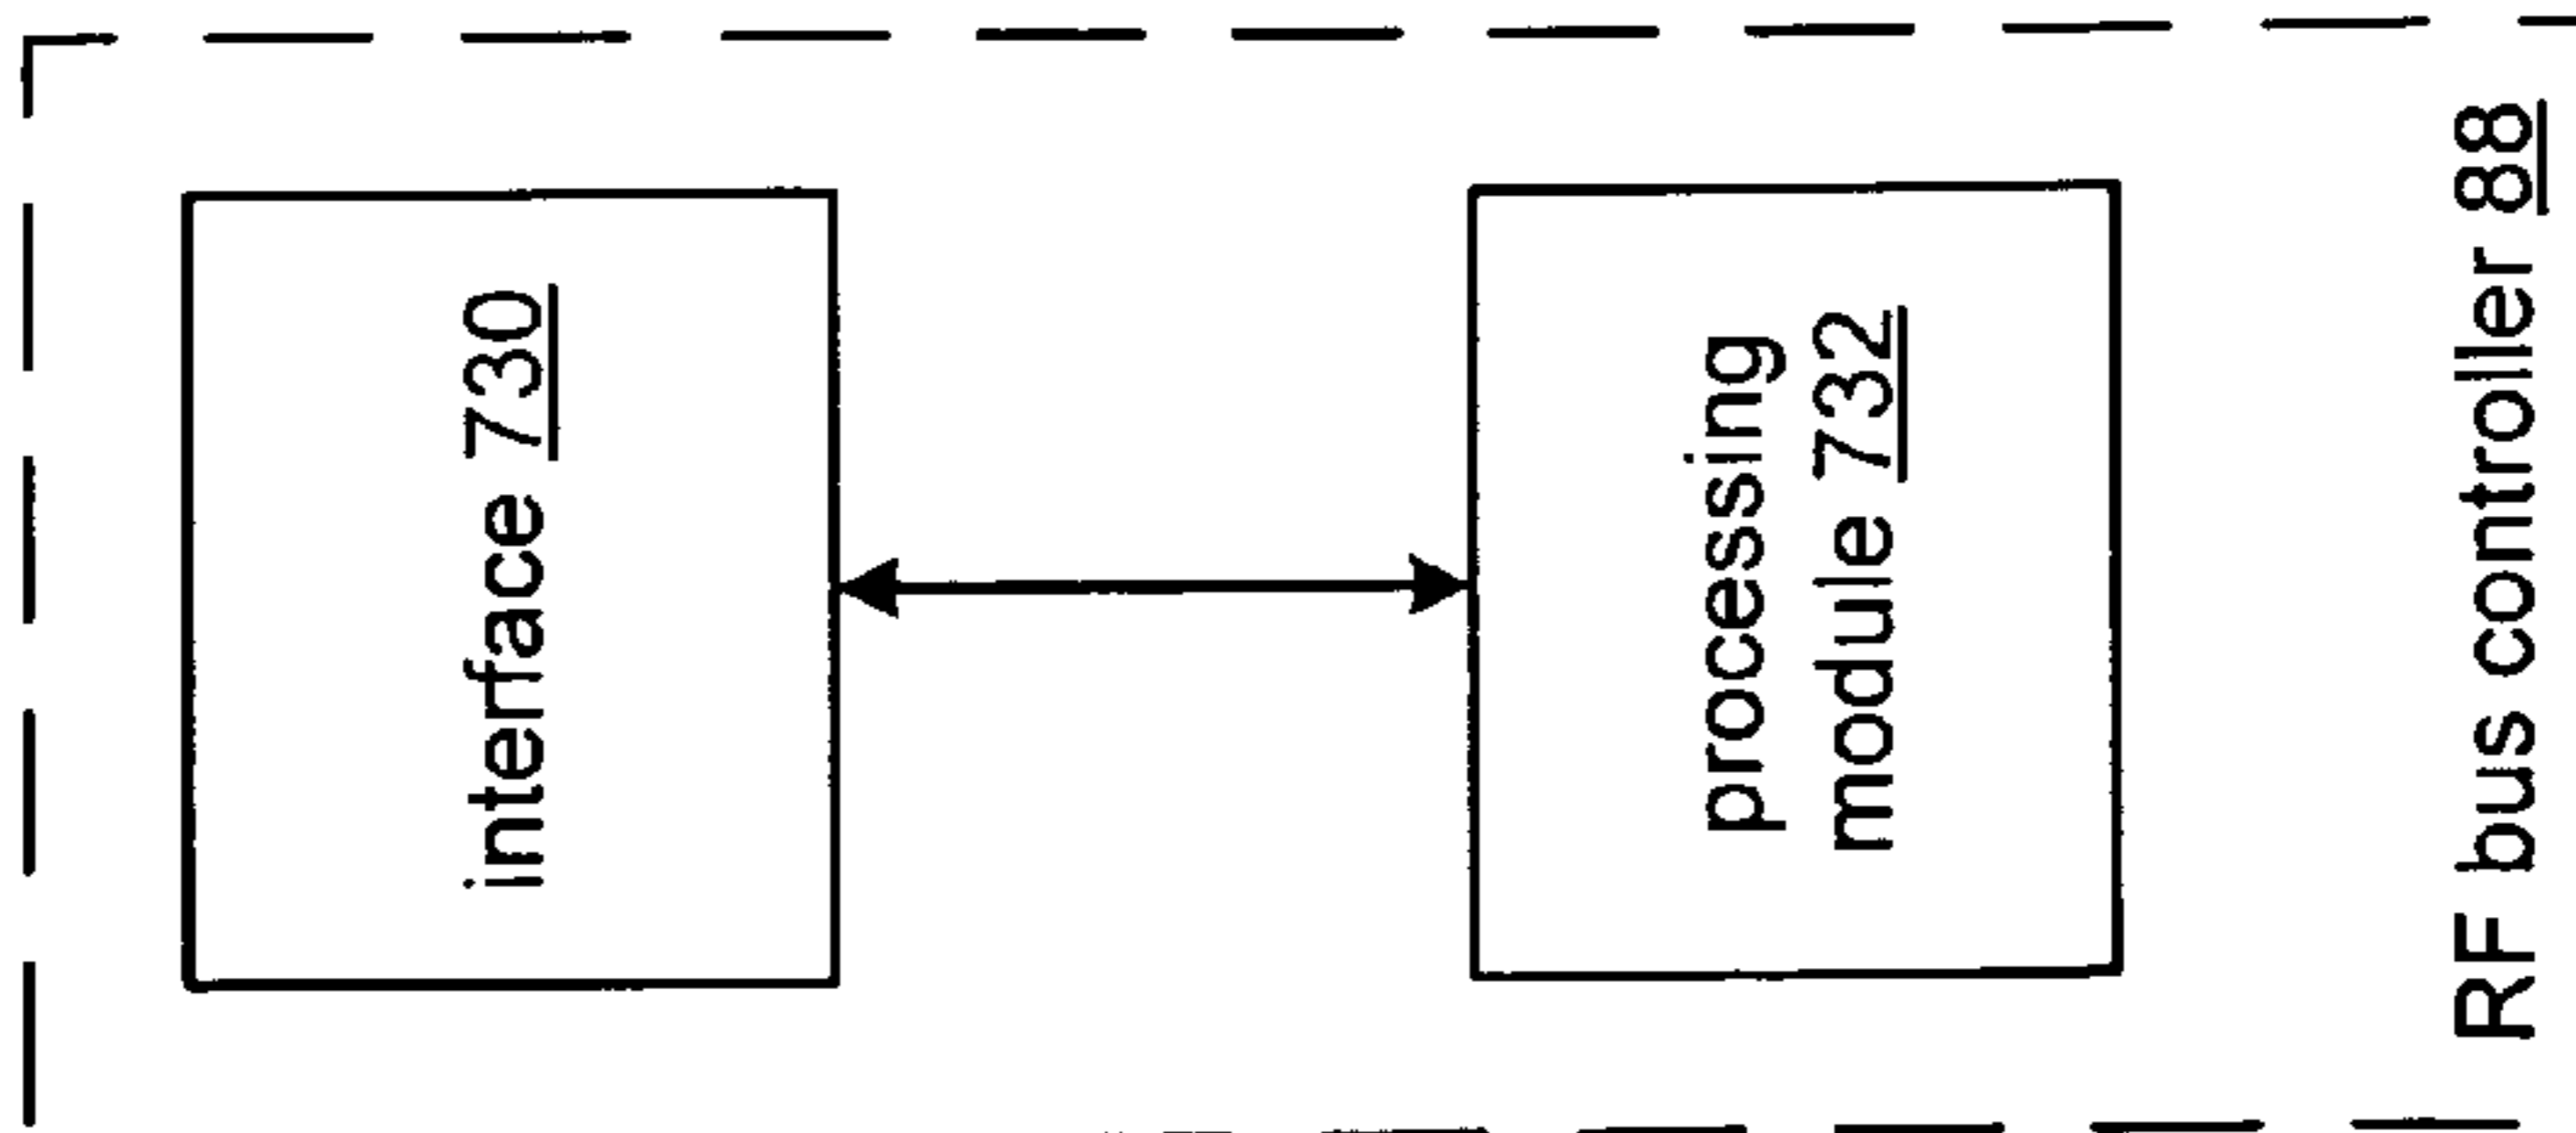 interface 730
processing
module 732
RF bus controller 88